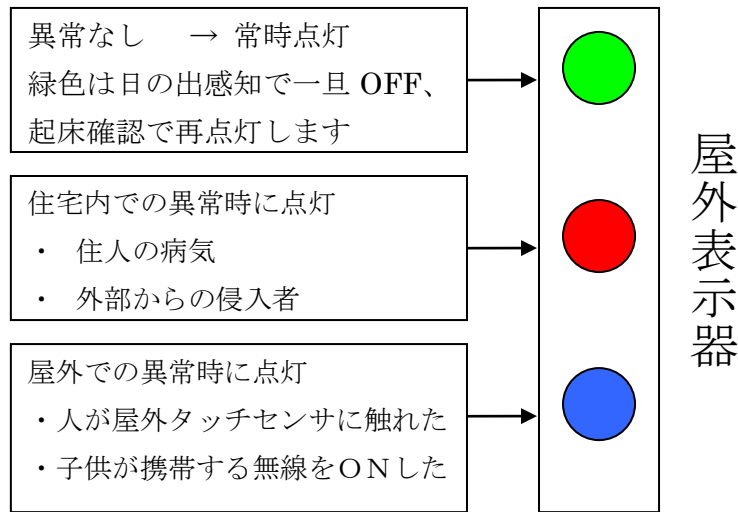 異常なし　→ 常時点灯
緑色は日の出感知で一旦 OFF、
起床確認で再点灯します
住宅内での異常時に点灯
・　住人の病気
・　外部からの侵入者
屋外での異常時に点灯
・人が屋外タッチセンサに触れた
・子供が携帯する無線をＯＮした
屋外表示器